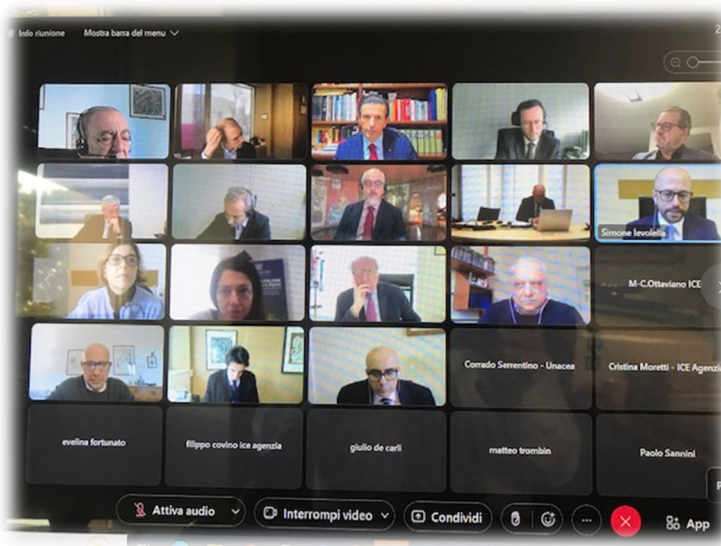 Info riunione Mostra barra del menu
Simone Ievolella
M-C.Ottaviano ICE
Corrado Serrentino - Unacea
Cristina Moretti - ICE Agenzi
evelina fortunato
filippo covino ice agenzia
giulio de carli
matteo trombin
Paolo Sannini
Attiva audio
Interrompi video
Condividi
App